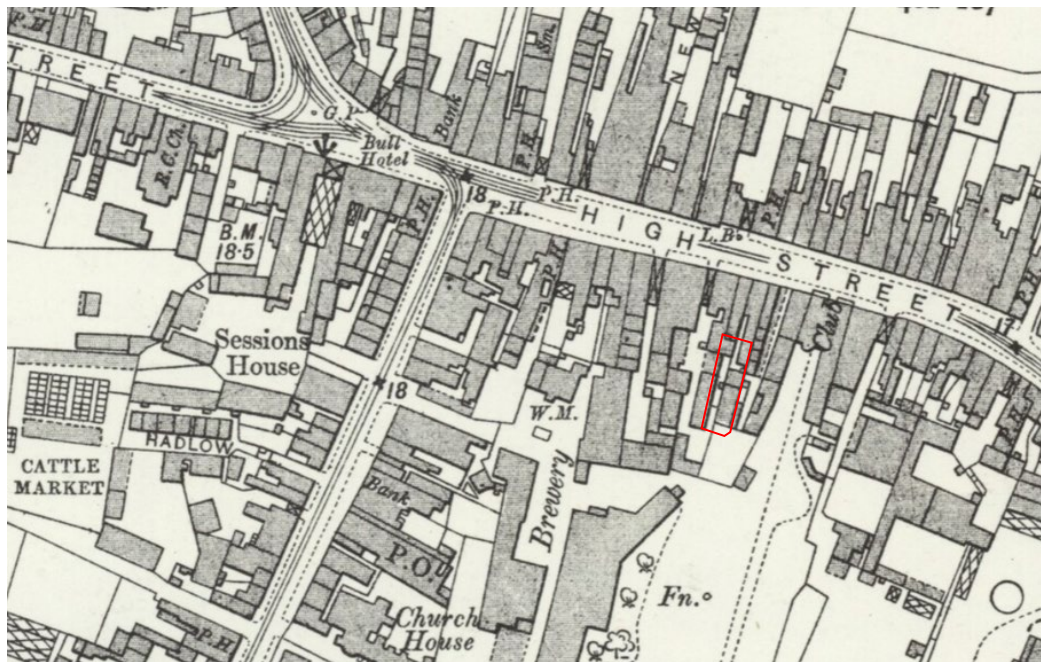 P.H.
TREET
G.Y.
Bank
Sm.
P.H.
N E
P.H.
R.C.Ch.
Bull
Hotel
P.H.
18
P.H.
P.H.
HIGH STREET
L.B.
P.H.
P.H.
B.M.
18·5
P.H.
Club
17
Sessions
House
18
W.M.
P.H.
HADLOW
CATTLE
MARKET
Bank
Brewery
P.O.
Fn.
Church
House
P.H